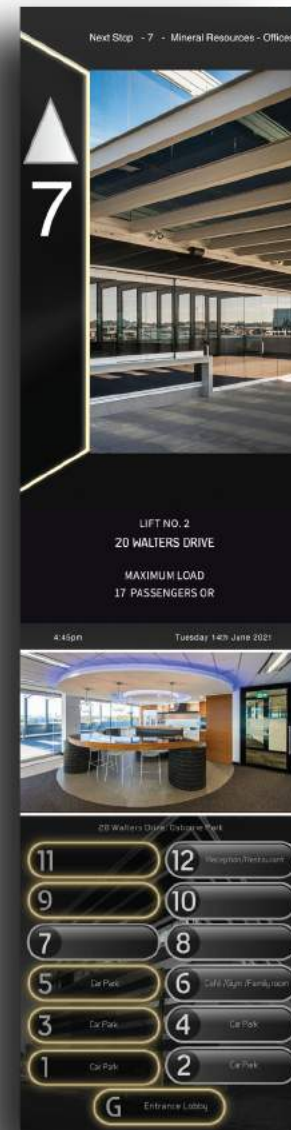 Next Stop - 7 - Mineral Resources - Offices
7
LIFT NO. 2
20 WALTERS DRIVE
MAXIMUM LOAD
17 PASSENGERS OR
4:45pm Tuesday 14th June 2021
20 Walters Drive, Osborne Park
11
12 Reception/Restaurant
9
10
7
8
5 Car Park
6 Café /Gym /Family room
3 Car Park
4 Car Park
1 Car Park
2 Car Park
G Entrance Lobby